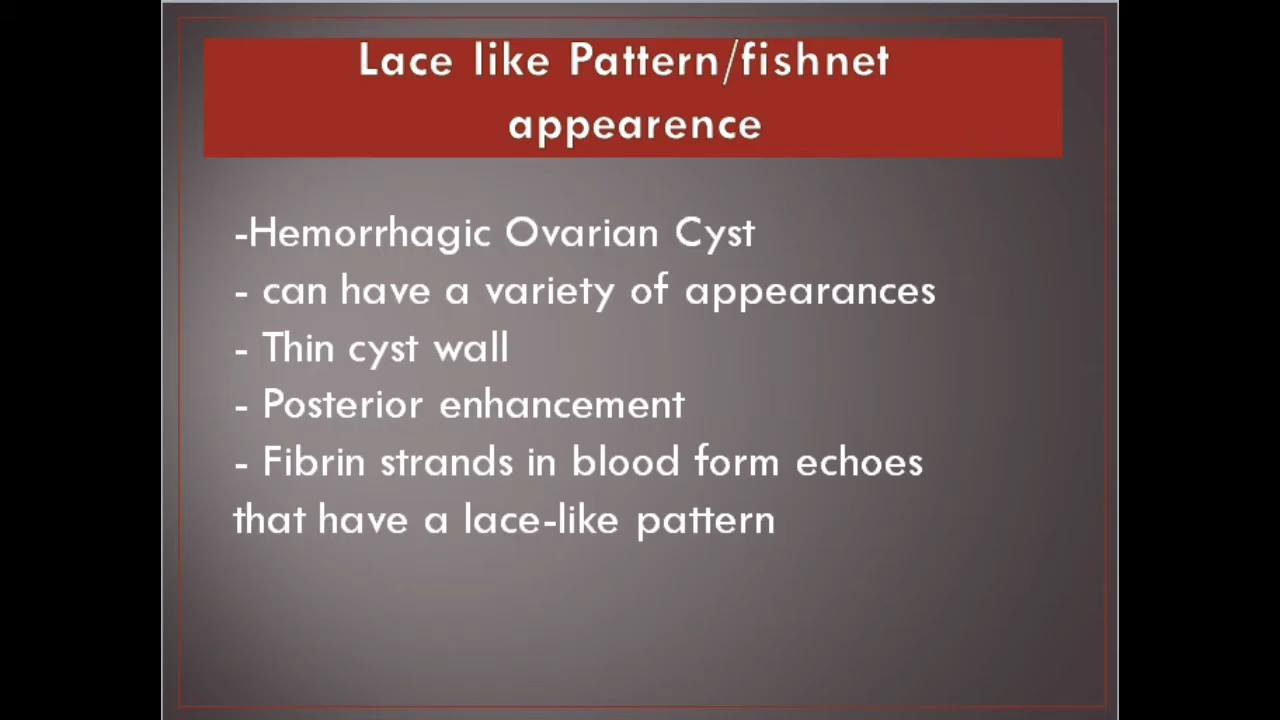 Lace like Pattern/fishnet
appearence
-Hemorrhagic Ovarian Cyst
- can have a variety of appearances
- Thin cyst wall
- Posterior enhancement
- Fibrin strands in blood form echoes
that have a lace-like pattern